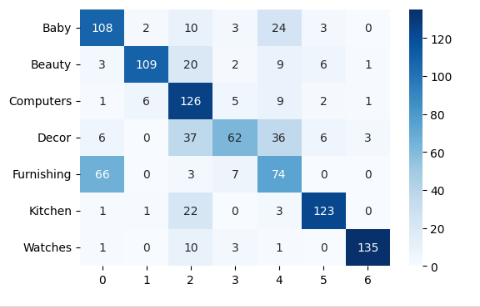 Baby 108 2 10 3 24 3 0
Beauty 3 109 20 2 9 6 1
Computers 1 6 126 5 9 2 1
Decor 6 0 37 62 36 6 3
Furnishing 66 0 3 7 74 0 0
Kitchen 1 1 22 0 3 123 0
Watches 1 0 10 3 1 0 135
0 1 2 3 4 5 6
120
100
80
60
40
20
0